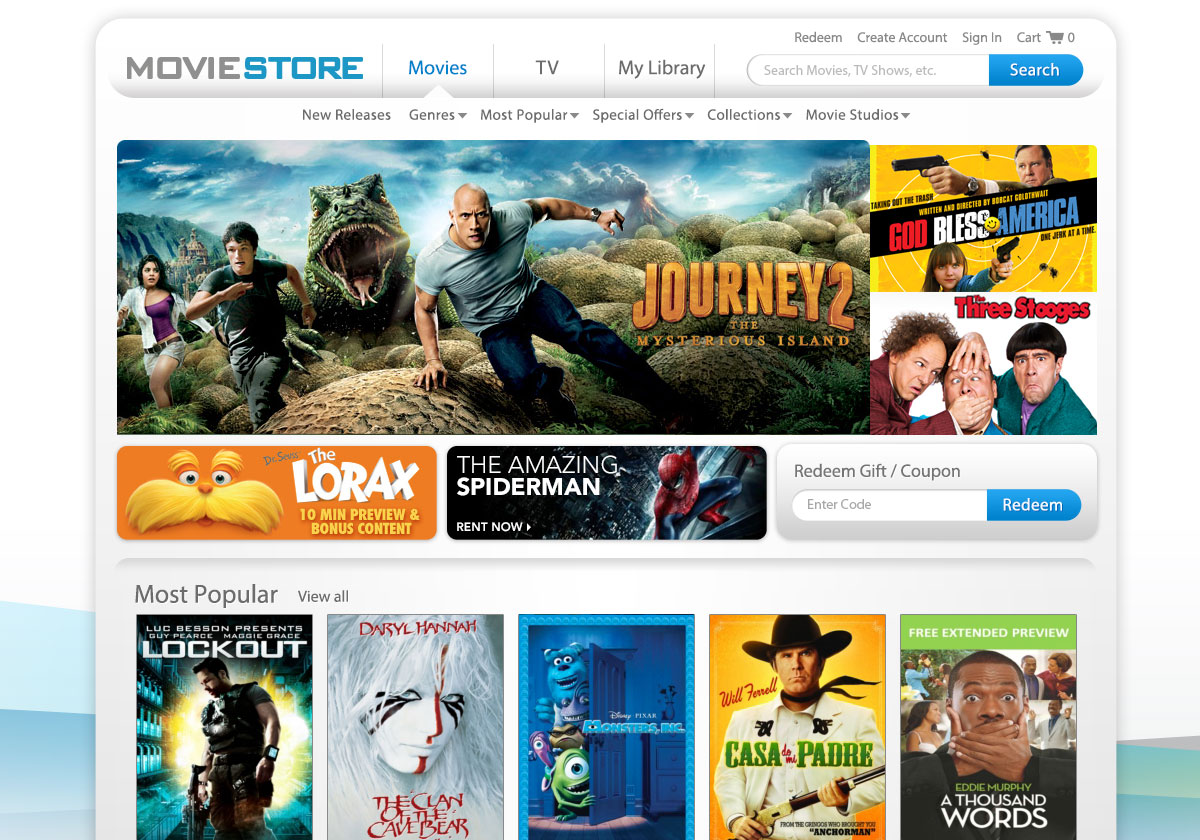 Redeem Create Account Sign In Cart 0
MOVIESTORE
Movies TV My Library
Search Movies, TV Shows, etc. Search
New Releases Genres Most Popular Special Offers Collections Movie Studios
JOURNEY 2
THE
MYSTERIOUS ISLAND
TAKING OUT THE TRASH
WRITTEN AND DIRECTED BY BOBCAT GOLDTHWAIT
GOD BLESS AMERICA
ONE JERK AT A TIME.
The
Three Stooges
Dr. Seuss'
The
LORAX
10 MIN PREVIEW &
BONUS CONTENT
THE AMAZING
SPIDERMAN
RENT NOW
Redeem Gift / Coupon
Enter Code Redeem
Most Popular View all
LUC BESSON PRESENTS
GUY PEARCE MAGGIE GRACE
LOCKOUT
DARYL HANNAH
THE CLAN
OF THE
CAVE BEAR
Disney PIXAR
MONSTERS, INC.
Will Ferrell
CASA de mi PADRE
FROM THE GRINGOS WHO BROUGHT YOU
"ANCHORMAN"
FREE EXTENDED PREVIEW
EDDIE MURPHY
A THOUSAND
WORDS